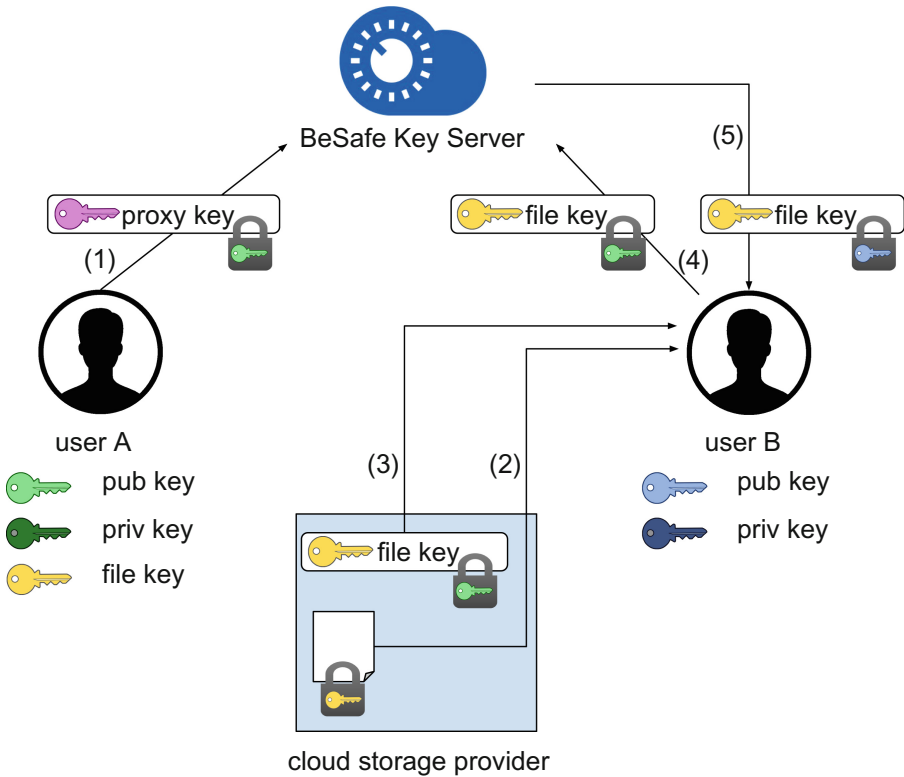 BeSafe Key Server
(5)
proxy key
file key
file key
(1)
(4)
user A
user B
pub key
priv key
file key
(3)
(2)
pub key
priv key
file key
cloud storage provider